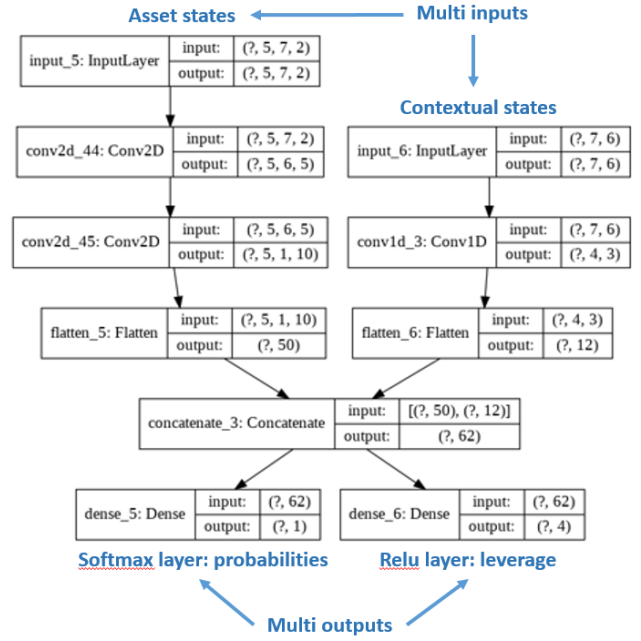 Asset states
Multi inputs
input_5: InputLayer
input: (?, 5, 7, 2)
output: (?, 5, 7, 2)
Contextual states
conv2d_44: Conv2D
input: (?, 5, 7, 2)
output: (?, 5, 6, 5)
input_6: InputLayer
input: (?, 7, 6)
output: (?, 7, 6)
conv2d_45: Conv2D
input: (?, 5, 6, 5)
output: (?, 5, 1, 10)
conv1d_3: Conv1D
input: (?, 7, 6)
output: (?, 4, 3)
flatten_5: Flatten
input: (?, 5, 1, 10)
output: (?, 50)
flatten_6: Flatten
input: (?, 4, 3)
output: (?, 12)
concatenate_3: Concatenate
input: [(?, 50), (?, 12)]
output: (?, 62)
dense_5: Dense
input: (?, 62)
output: (?, 1)
dense_6: Dense
input: (?, 62)
output: (?, 4)
Softmax layer: probabilities
Relu layer: leverage
Multi outputs